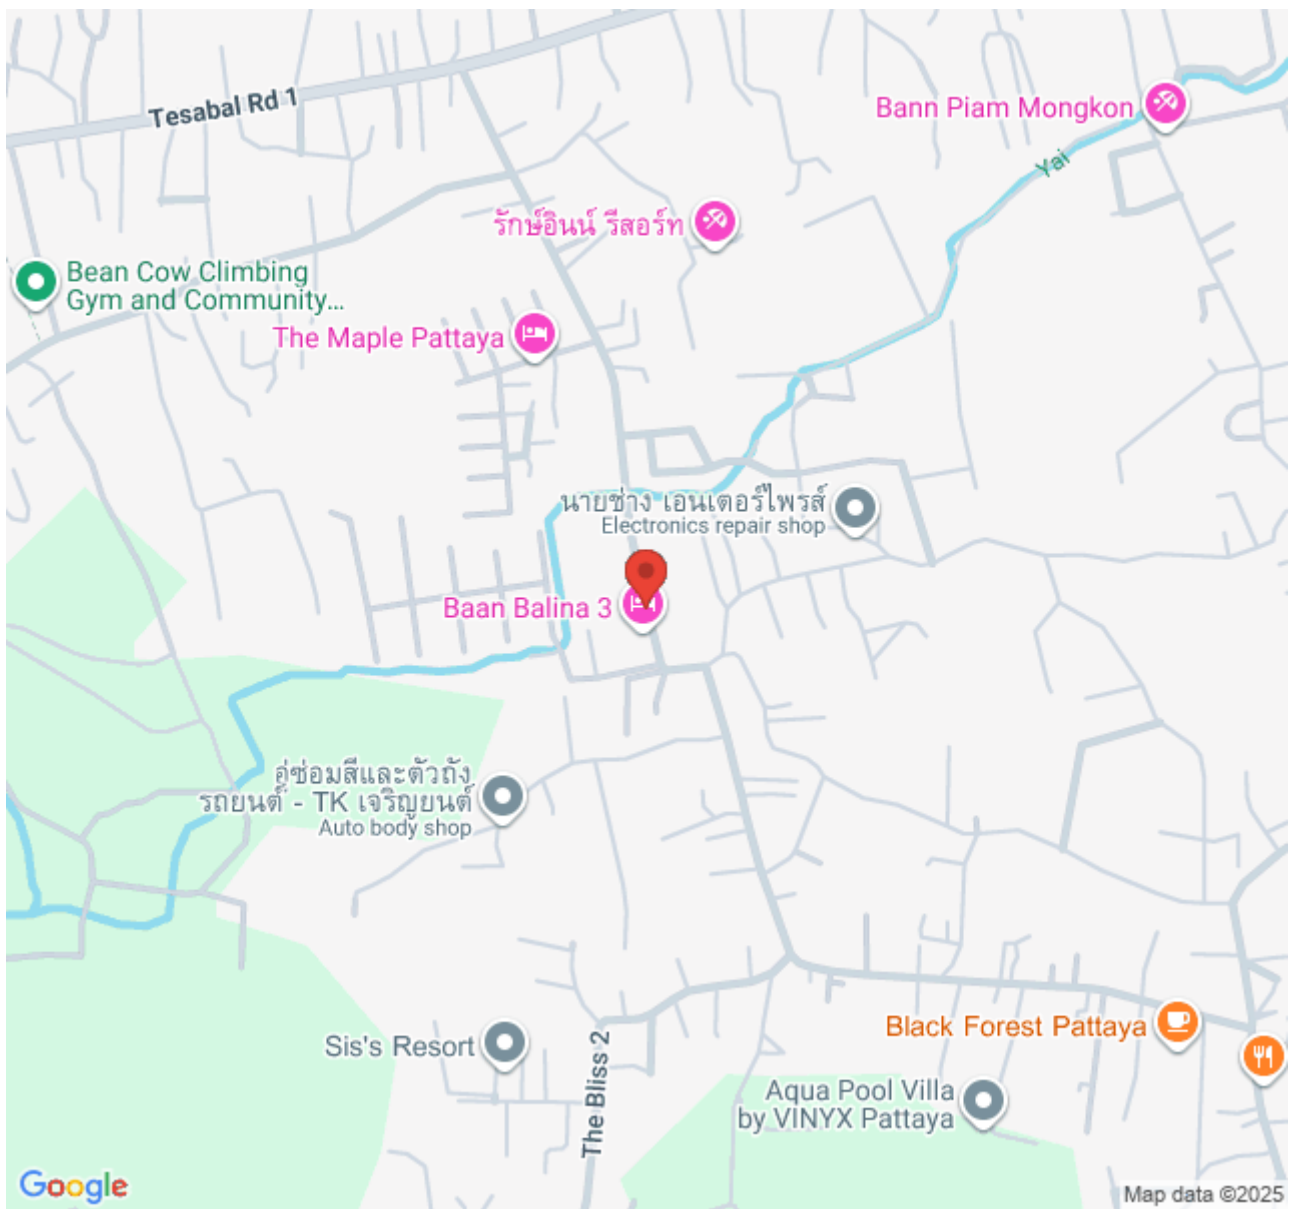 Tesabal Rd 1
Bann Piam Mongkon
Yai
รักษ์อินน์ รีสอร์ท
Bean Cow Climbing
Gym and Community...
The Maple Pattaya
นายช่าง เอนเตอร์ไพรส์
Electronics repair shop
Baan Balina 3
อู่ซ่อมสีและตัวถัง
รถยนต์ - TK เจริญยนต์
Auto body shop
Black Forest Pattaya
Sis's Resort
The Bliss 2
Aqua Pool Villa
by VINYX Pattaya
Google
Map data ©2025